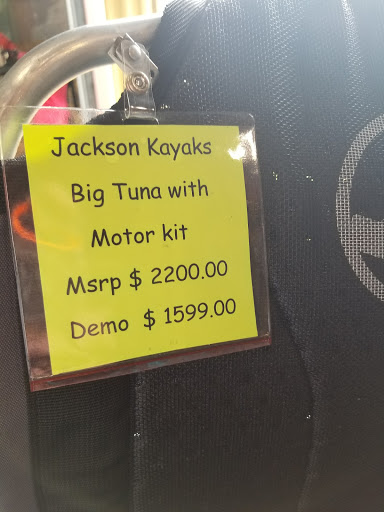 Jackson Kayaks
Big Tuna with
Motor kit
Msrp $ 2200.00
Demo $ 1599.00